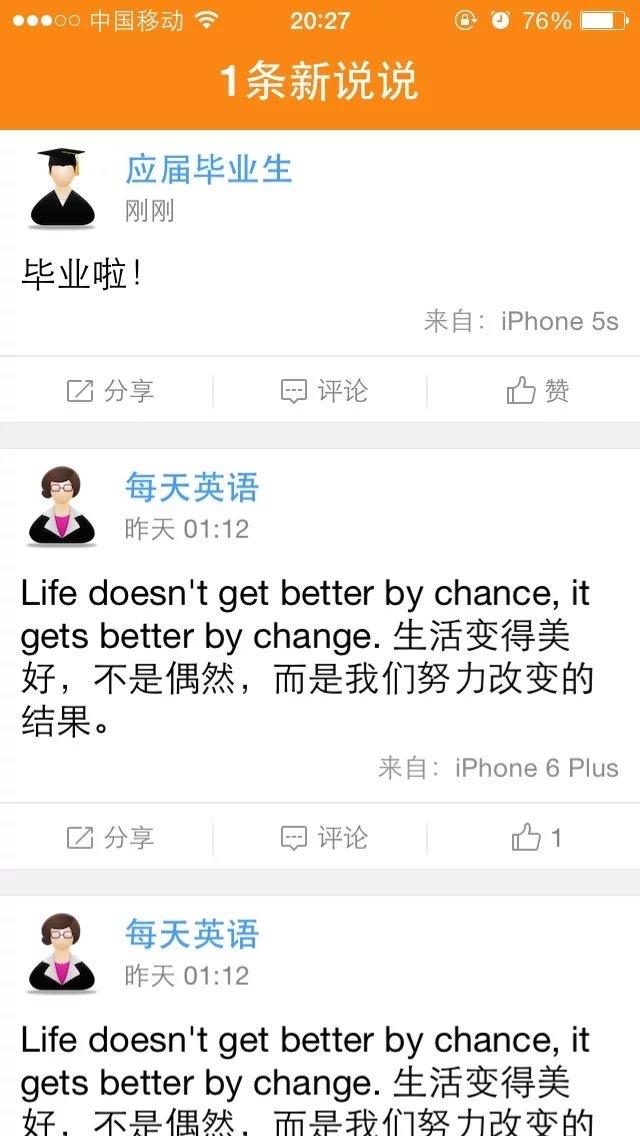 中国移动 20:27 76%
1条新说说
应届毕业生
刚刚
毕业啦！
来自：iPhone 5s
分享 评论 赞
每天英语
昨天 01:12
Life doesn't get better by chance, it
gets better by change. 生活变得美
好，不是偶然，而是我们努力改变的
结果。
来自：iPhone 6 Plus
分享 评论 1
每天英语
昨天 01:12
Life doesn't get better by chance, it
gets better by change. 生活变得美
好，不是偶然，而是我们努力改变的